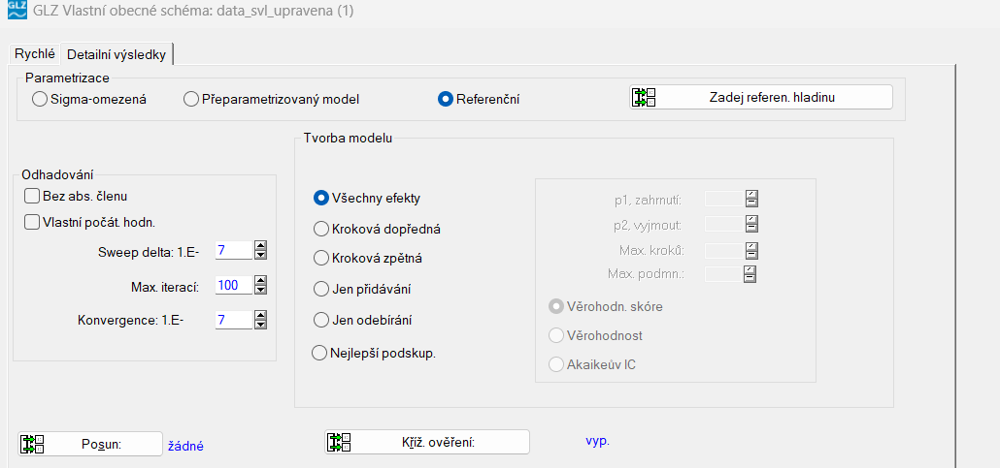 GLZ GLZ Vlastní obecné schéma: data_svl_upravena (1)
Rychlé Detailní výsledky
Parametrizace
Sigma-omezená Přeparametrizovaný model Referenční Zadej referen. hladinu
Tvorba modelu
Odhadování
Bez abs. členu
Vlastní počát. hodn.
Sweep delta: 1.E- 7
Max. iterací: 100
Konvergence: 1.E- 7
Všechny efekty
Kroková dopředná
Kroková zpětná
Jen přidávání
Jen odebírání
Nejlepší podskup.
p1, zahrnutí:
p2, vyjmout:
Max. kroků:
Max. podmn.:
Věrohodn. skóre
Věrohodnost
Akaikeův IC
Posun: žádné
Kříž. ověření: vyp.